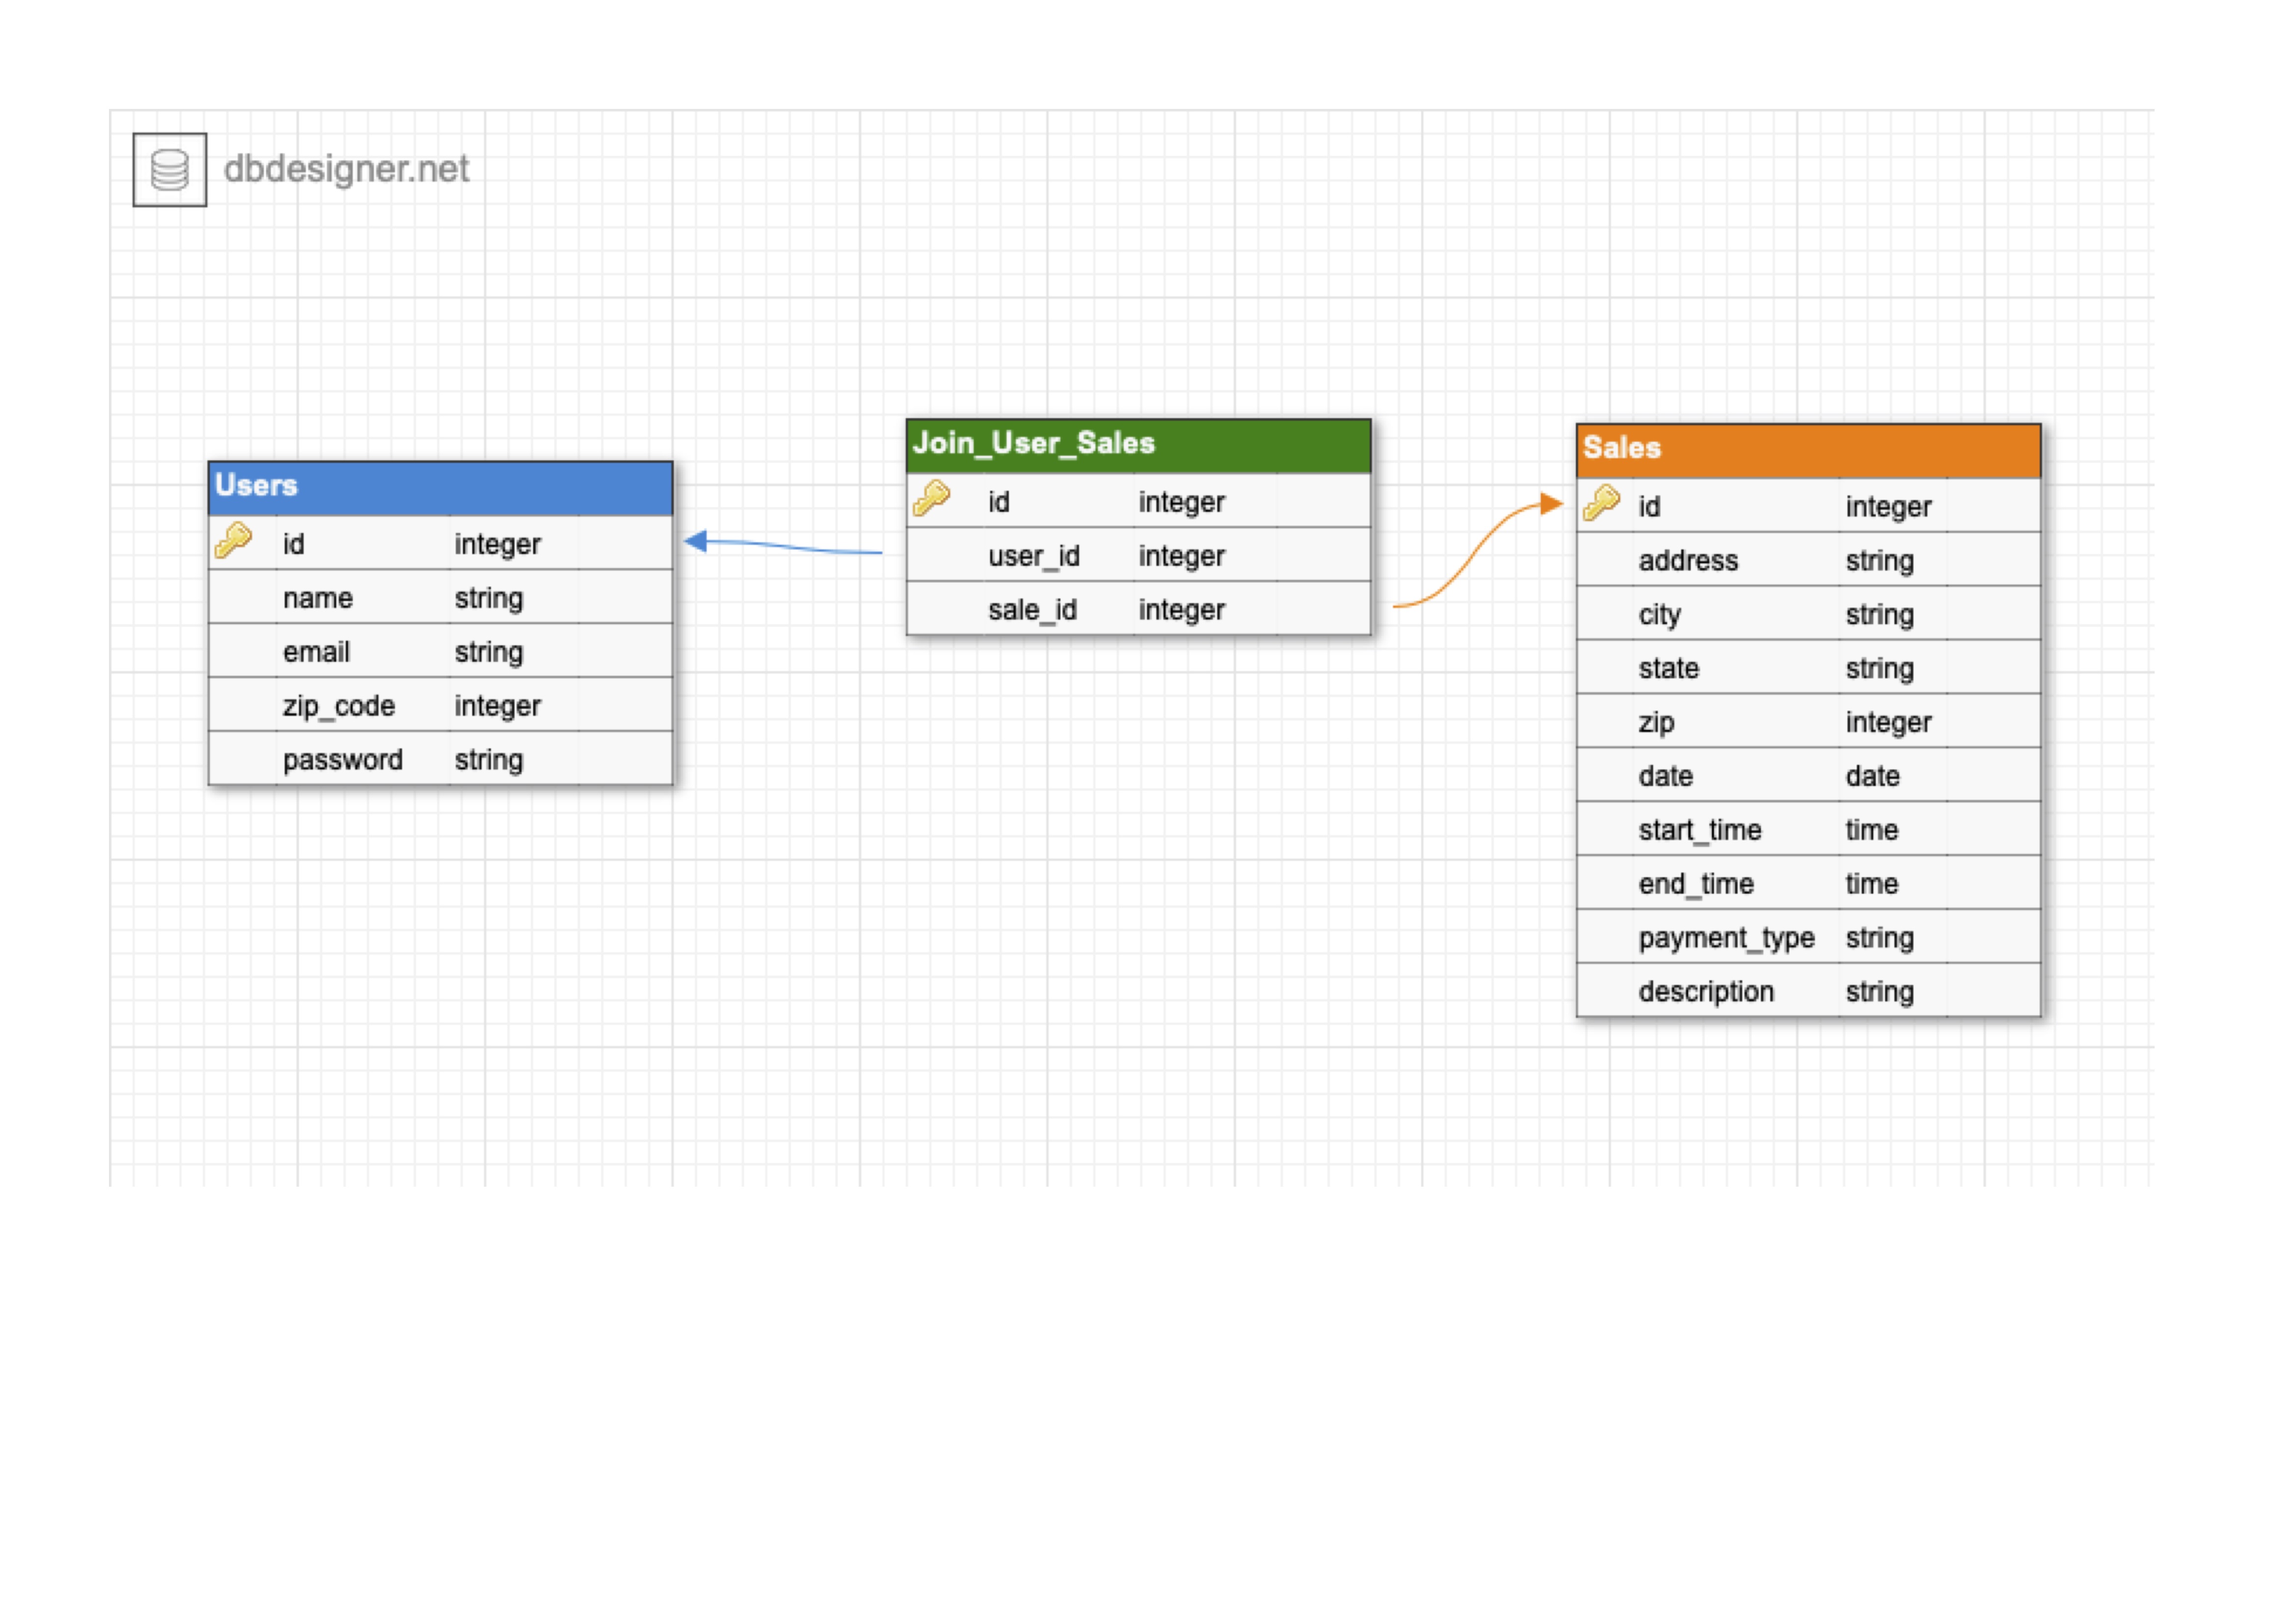 dbdesigner.net
Users
id integer
name string
email string
zip_code integer
password string
Join_User_Sales
id integer
user_id integer
sale_id integer
Sales
id integer
address string
city string
state string
zip integer
date date
start_time time
end_time time
payment_type string
description string